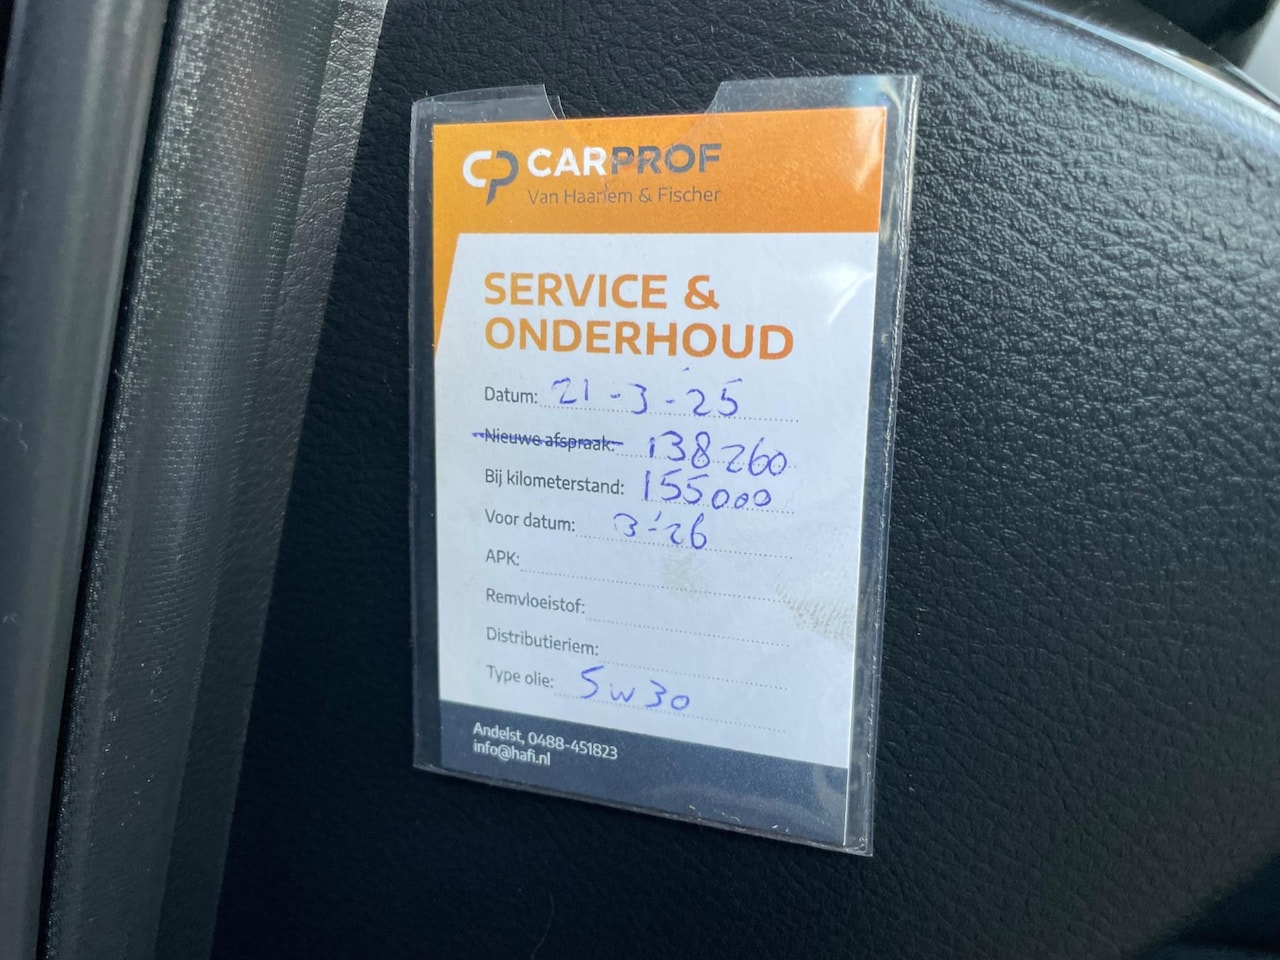 CP CARPROF
Van Haarlem & Fischer
SERVICE &
ONDERHOUD
Datum: 21-3-25
Nieuwe afspraak: 138260
Bij kilometerstand: 155000
Voor datum: 3-'26
APK:
Remvloeistof:
Distributieriem:
Type olie: 5w30
Andelst, 0488-451823
info@hafi.nl